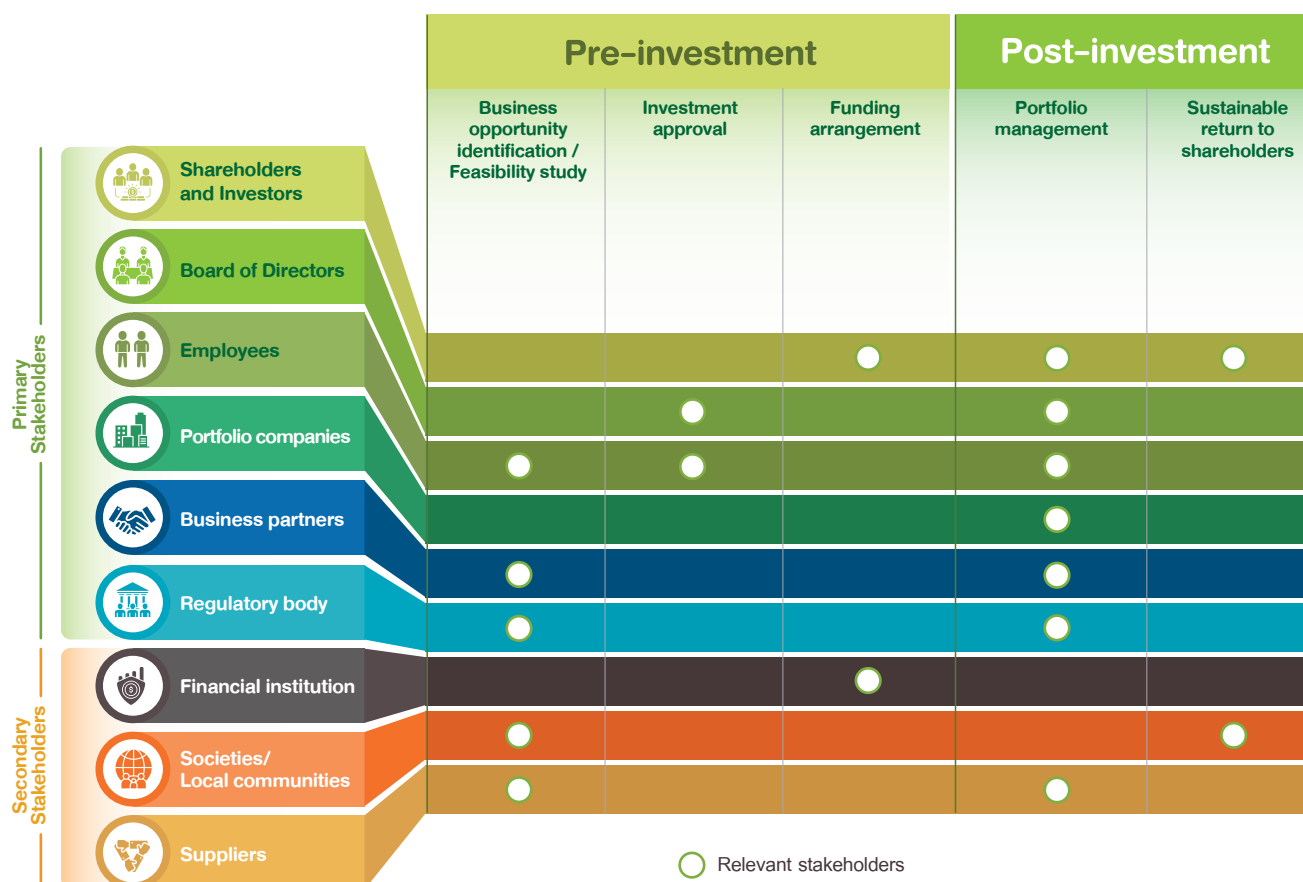 Pre-investment
Post-investment
Business
opportunity
identification /
Feasibility study
Investment
approval
Funding
arrangement
Portfolio
management
Sustainable
return to
shareholders
Primary
Stakeholders
Shareholders
and Investors
Board of Directors
Employees
Portfolio companies
Business partners
Regulatory body
Secondary
Stakeholders
Financial institution
Societies/
Local communities
Suppliers
Relevant stakeholders